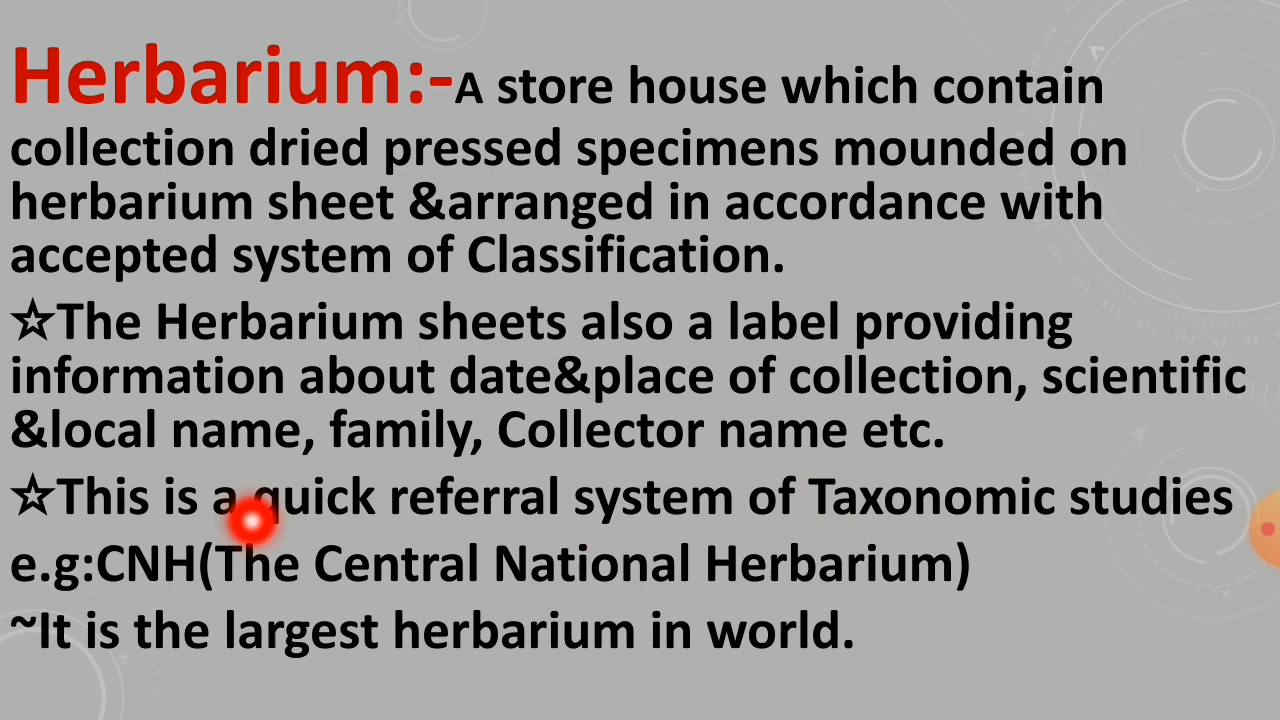 Herbarium:-A store house which contain
collection dried pressed specimens mounded on
herbarium sheet &arranged in accordance with
accepted system of Classification.
☆The Herbarium sheets also a label providing
information about date&place of collection, scientific
&local name, family, Collector name etc.
☆This is a quick referral system of Taxonomic studies
e.g:CNH(The Central National Herbarium)
~It is the largest herbarium in world.